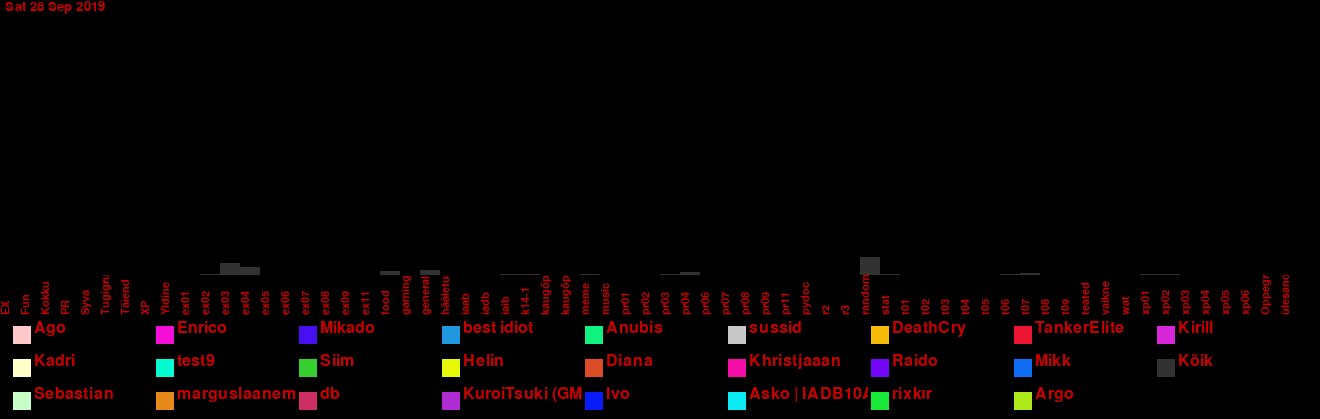 Sat 28 Sep 2019
EX Fun Kokku PR Syva Tugigru Täiend XP Yldine ex01 ex02 ex03 ex04 ex05 ex06 ex07 ex08 ex09 ex11 food gaming general hääletu iaab iadb iaib k14-1 kaugõp kaugõp meme music pr01 pr02 pr03 pr04 pr06 pr07 pr08 pr09 pr11 pydoc r2 r3 random stat t01 t02 t03 t04 t05 t06 t07 t08 t09 teated vaikne wat xp01 xp02 xp03 xp04 xp05 xp06 Oppegr ülesand
Ago Enrico Mikado best idiot Anubis sussid DeathCry TankerElite Kirill
Kadri test9 Siim Helin Diana Khristjaaan Raido Mikk Kõik
Sebastian marguslaanem db KuroiTsuki (GM Ivo Asko | IADB10A rixkir Argo